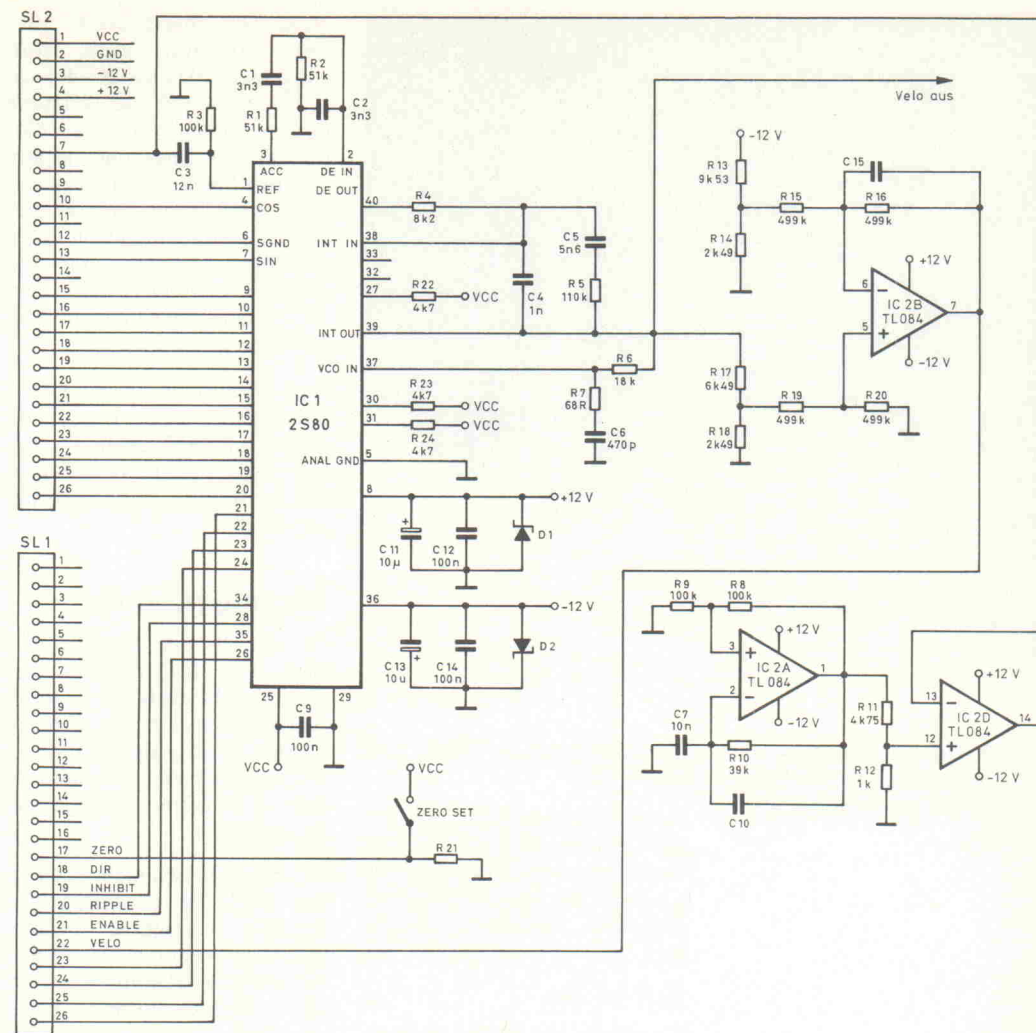 SL 2
1 VCC
2 GND
3 -12 V
4 +12 V
5
6
7
8
9
10
11
12
13
14
15
16
17
18
19
20
21
22
23
24
25
26
C1
3n3
R2
51k
R1
51k
C2
3n3
R3
100k
C3
12n
3
ACC
2
DE IN
1
REF
4
COS
6
SGND
7
SIN
9
10
11
12
13
14
15
16
17
18
19
20
21
22
23
24
34
28
35
26
IC 1
2S80
DE OUT
40
INT IN
38
33
32
27
INT OUT
39
VCO IN
37
30
31
ANAL GND
5
8
36
25
29
R4
8k2
C5
5n6
R5
110k
C4
1n
R22
4k7
VCC
R6
18k
R7
68R
C6
470p
R23
4k7
VCC
R24
4k7
VCC
Velo aus
-12 V
R13
9k53
R14
2k49
R15
499k
C15
R16
499k
+12 V
6
5
7
IC 2B
TL084
-12 V
R17
6k49
R18
2k49
R19
499k
R20
499k
+12 V
C11
10µ
C12
100n
D1
-12 V
C13
10u
C14
100n
D2
C9
100n
VCC
VCC
ZERO SET
R21
R9
100k
R8
100k
+12 V
3
2
1
IC 2A
TL084
-12 V
C7
10n
R10
39k
C10
R11
4k75
R12
1k
13
12
14
+12 V
IC 2D
TL084
-12 V
SL 1
1
2
3
4
5
6
7
8
9
10
11
12
13
14
15
16
17 ZERO
18 DIR
19 INHIBIT
20 RIPPLE
21 ENABLE
22 VELO
23
24
25
26